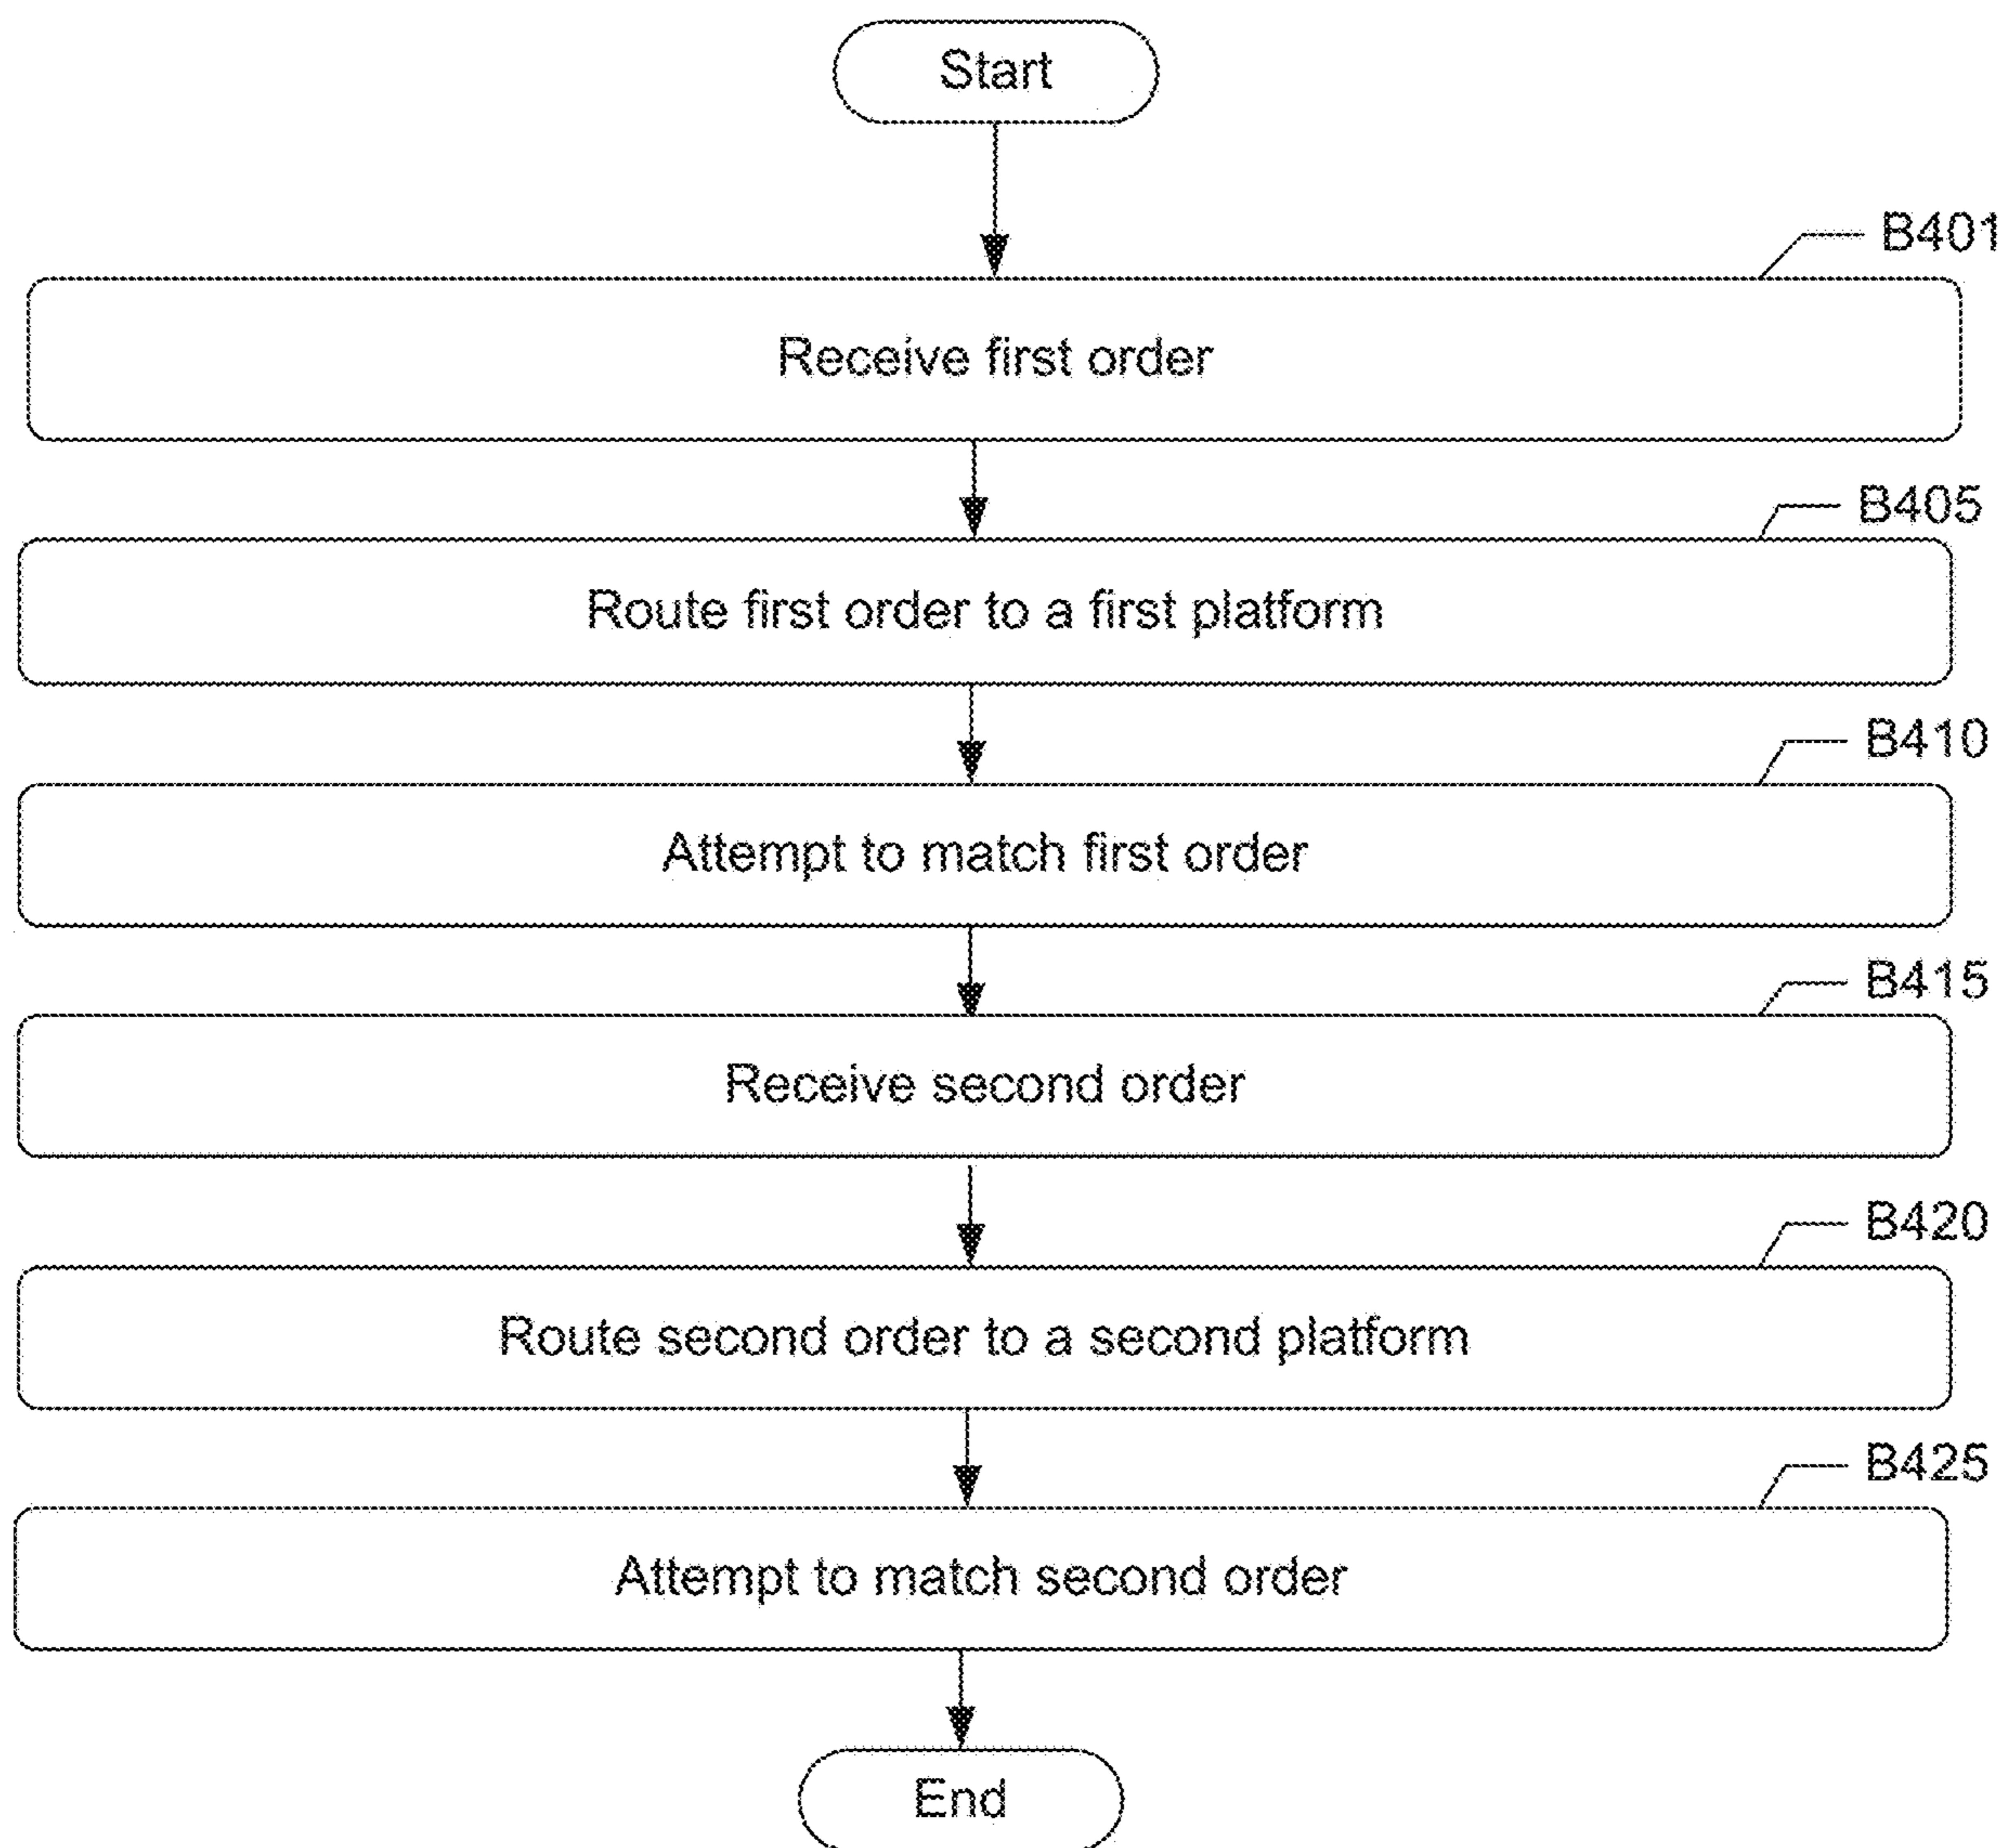 Start
B401
Receive first order
B405
Route first order to a first platform
B410
Attempt to match first order
B415
Receive second order
B420
Route second order to a second platform
B425
Attempt to match second order
End